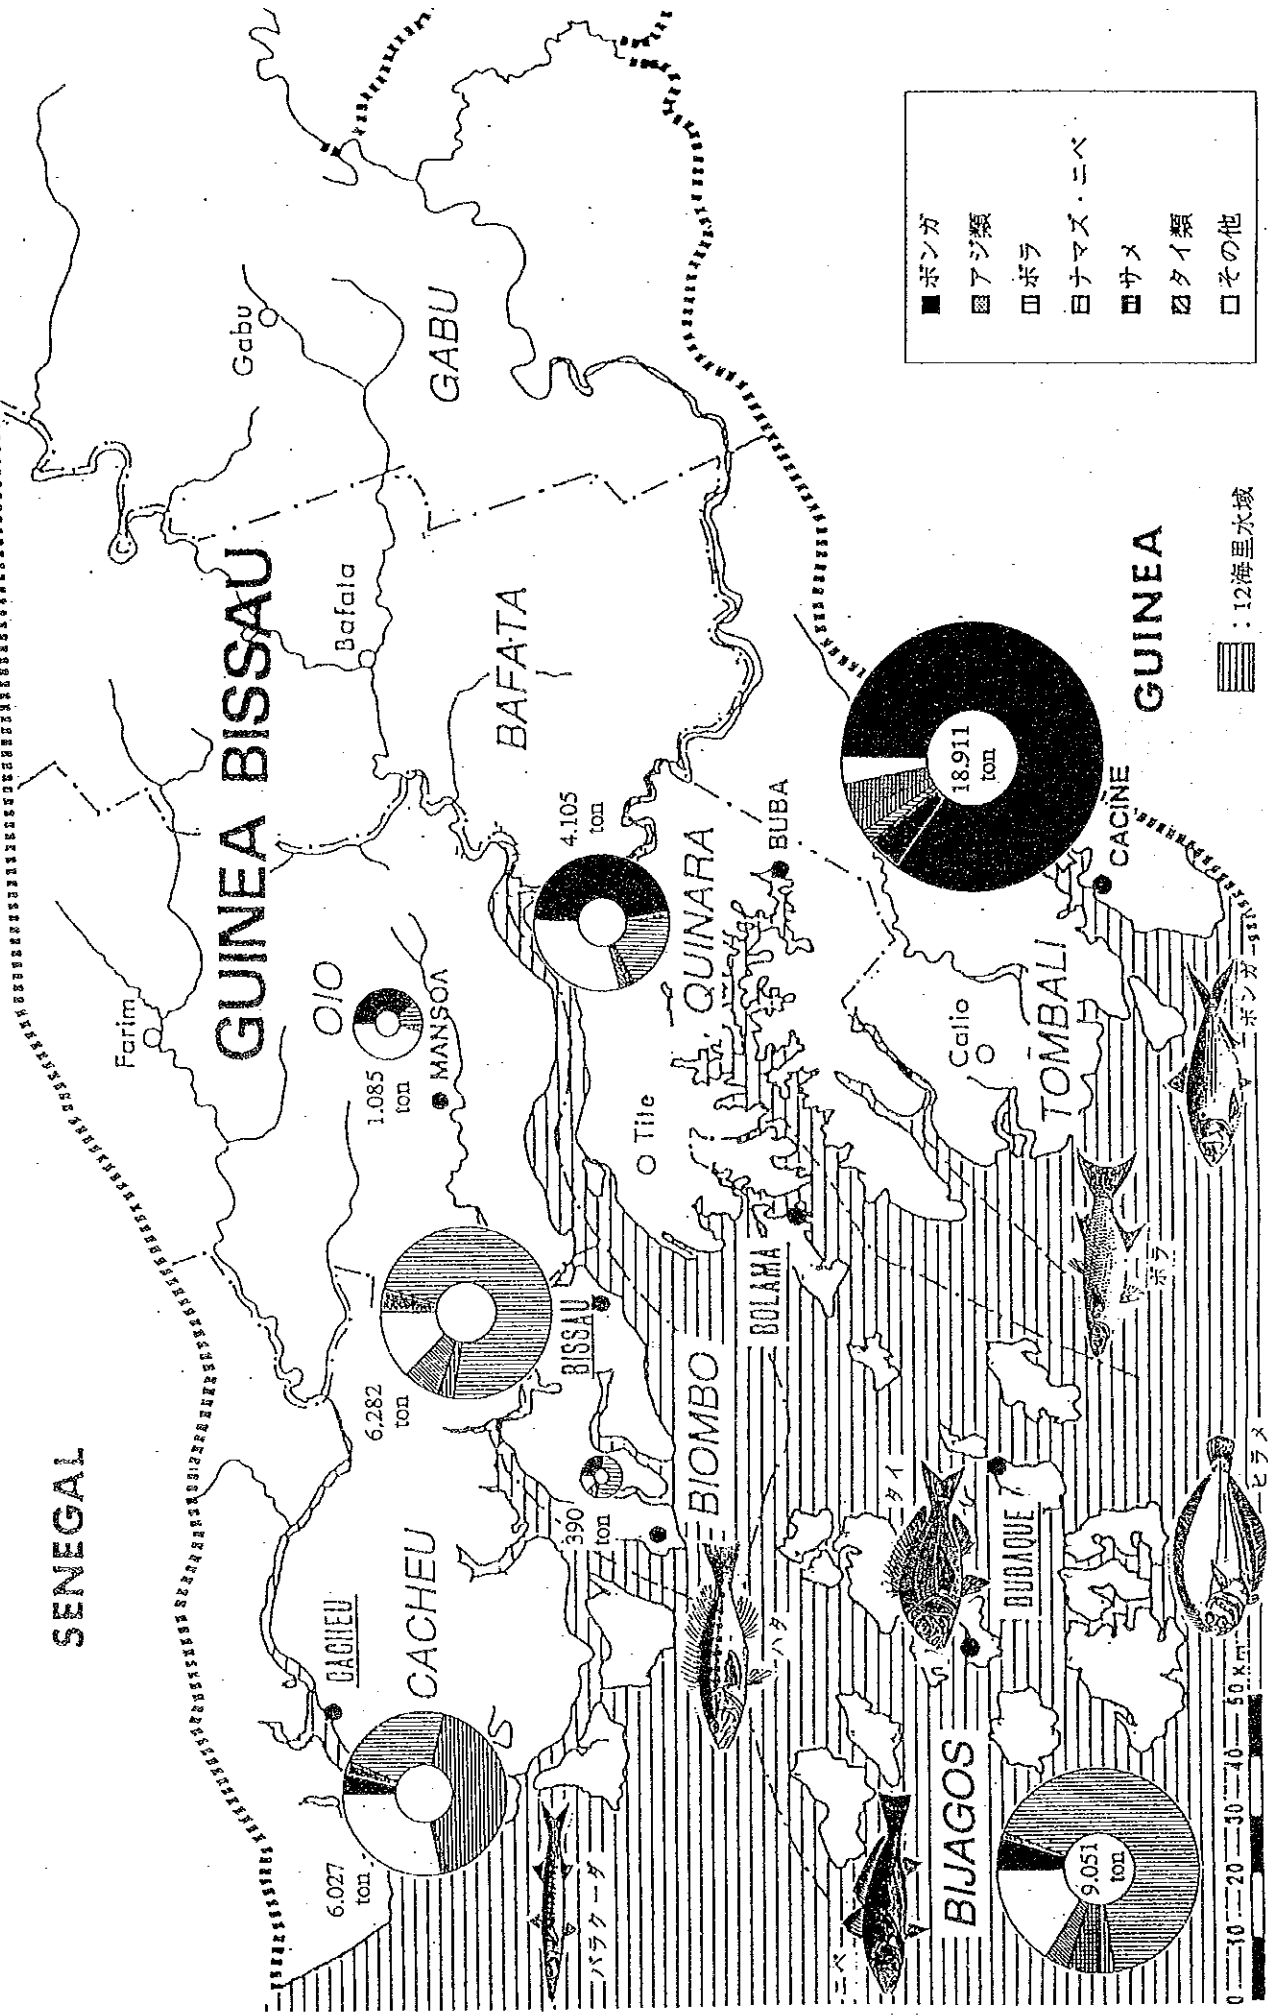 SENEGAL
GUINEA BISSAU
Farim
Gabu
GABU
OIO
1.085
ton
MANSOA
Bafata
BAFATA
CACHEU
CACHEU
6.027
ton
6.282
ton
BISSAU
390
ton
BIOMBO
4.105
ton
QUINARA
BUBA
Tile
BOLAMA
TOMBALI
CACINE
18.911
ton
GUINEA
バラクーダ
ハタ
タイ
ニベ
BIJAGOS
BUBAQUE
9.051
ton
ボラ
ボンガ
ヒラメ
0 10 20 30 40 50Km
:12海里水域
ボンガ
アジ類
ボラ
ナマズ・ニベ
サメ
タイ類
その他